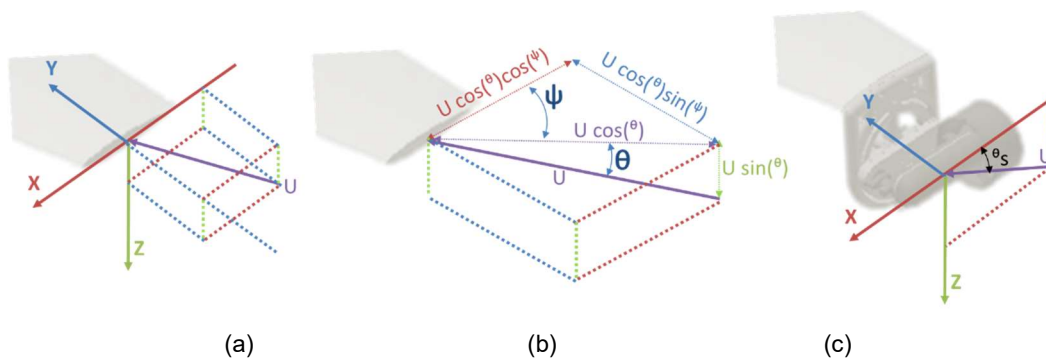 Y
X
Z
U
(a)
U cos(θ)cos(ψ)
U cos(θ)sin(ψ)
ψ
U cos(θ)
θ
U
U sin(θ)
(b)
Y
X
Z
θS
U
(c)